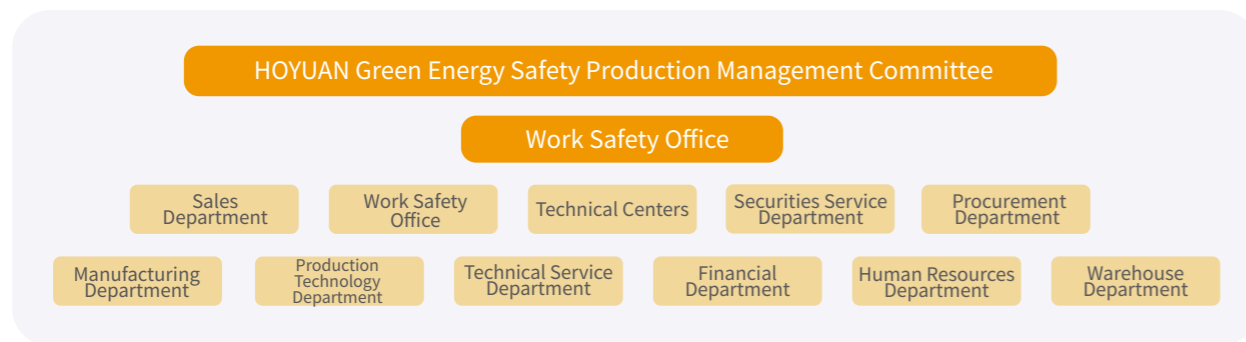 HOYUAN Green Energy Safety Production Management Committee
Work Safety Office
Sales
Department
Work Safety
Office
Technical Centers
Securities Service
Department
Procurement
Department
Manufacturing
Department
Production
Technology
Department
Technical Service
Department
Financial
Department
Human Resources
Department
Warehouse
Department